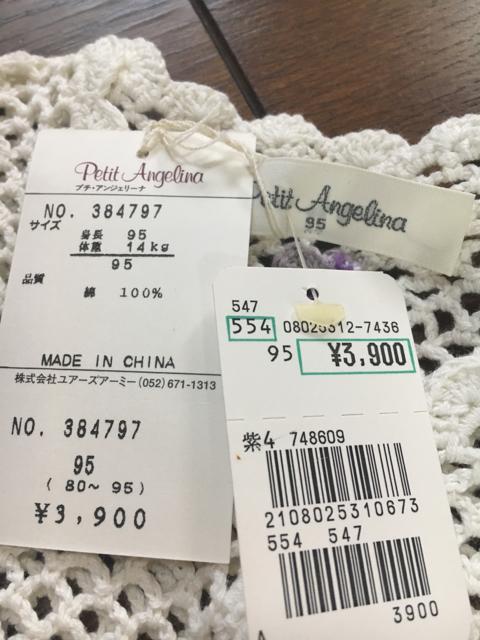 Petit Angelina
プチ・アンジェリーナ
NO. 384797
サイズ
身長 95
体重 14kg
95
品質
綿 100%
MADE IN CHINA
株式会社ユアーズアーミー (052) 671-1313
NO. 384797
95
( 80~ 95 )
¥3,900
Petit Angelina
95
547
554 08025312-7436
95 ¥3,900
紫4 748609
2108025310673
554 547
3900